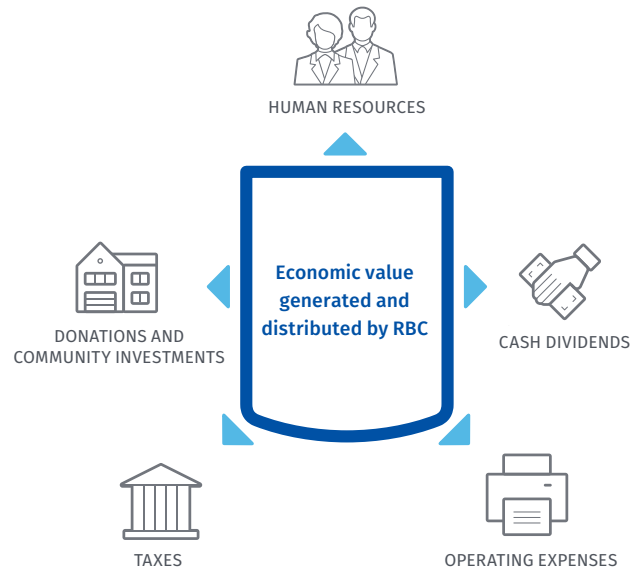 HUMAN RESOURCES
Economic value
generated and
distributed by RBC
DONATIONS AND
COMMUNITY INVESTMENTS
CASH DIVIDENDS
TAXES
OPERATING EXPENSES